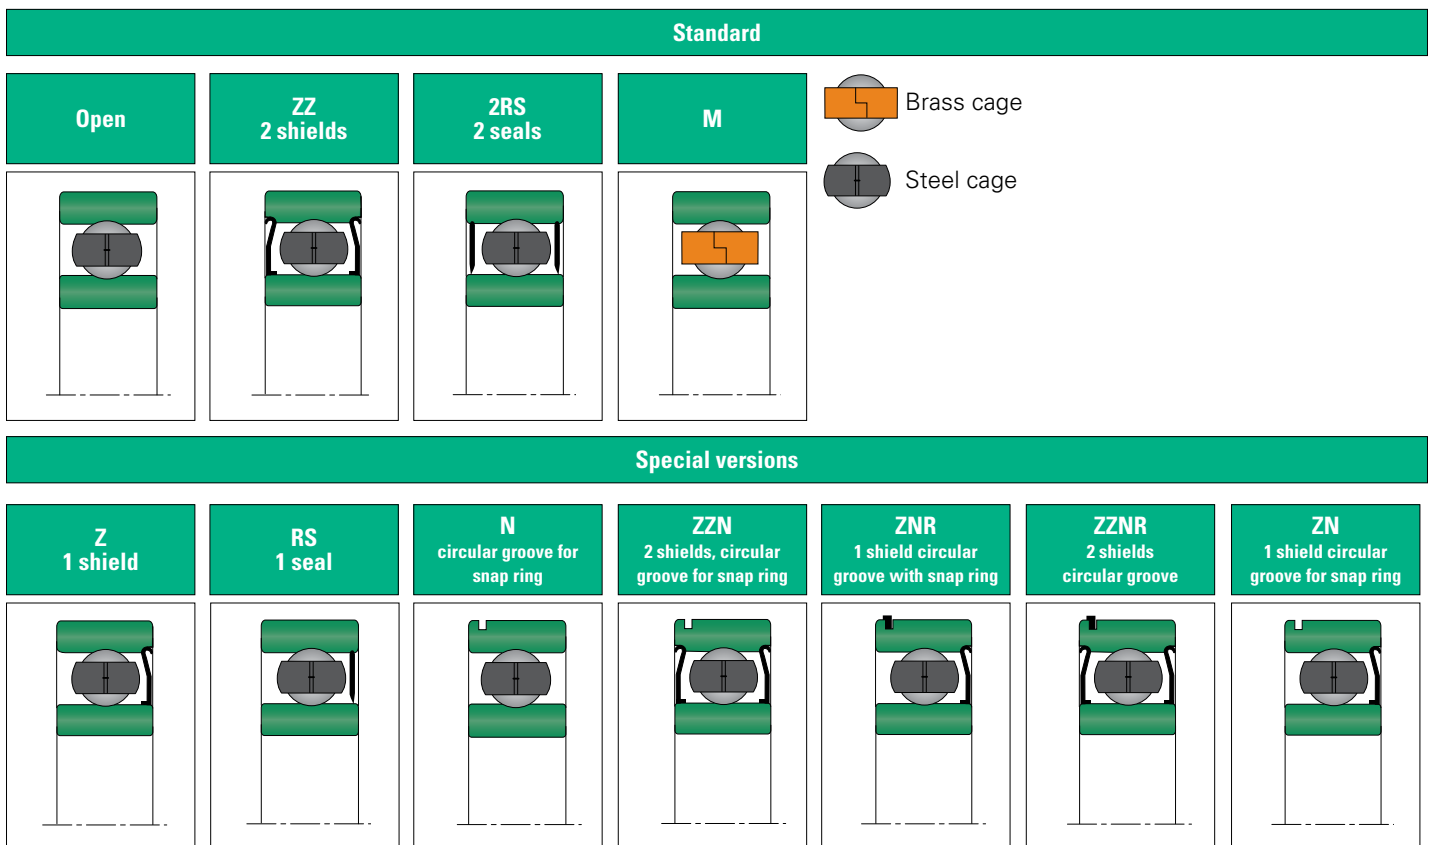 Standard
Open
ZZ
2 shields
2RS
2 seals
M
Brass cage
Steel cage
Special versions
Z
1 shield
RS
1 seal
N
circular groove for
snap ring
ZZN
2 shields, circular
groove for snap ring
ZNR
1 shield circular
groove with snap ring
ZZNR
2 shields
circular groove
ZN
1 shield circular
groove for snap ring